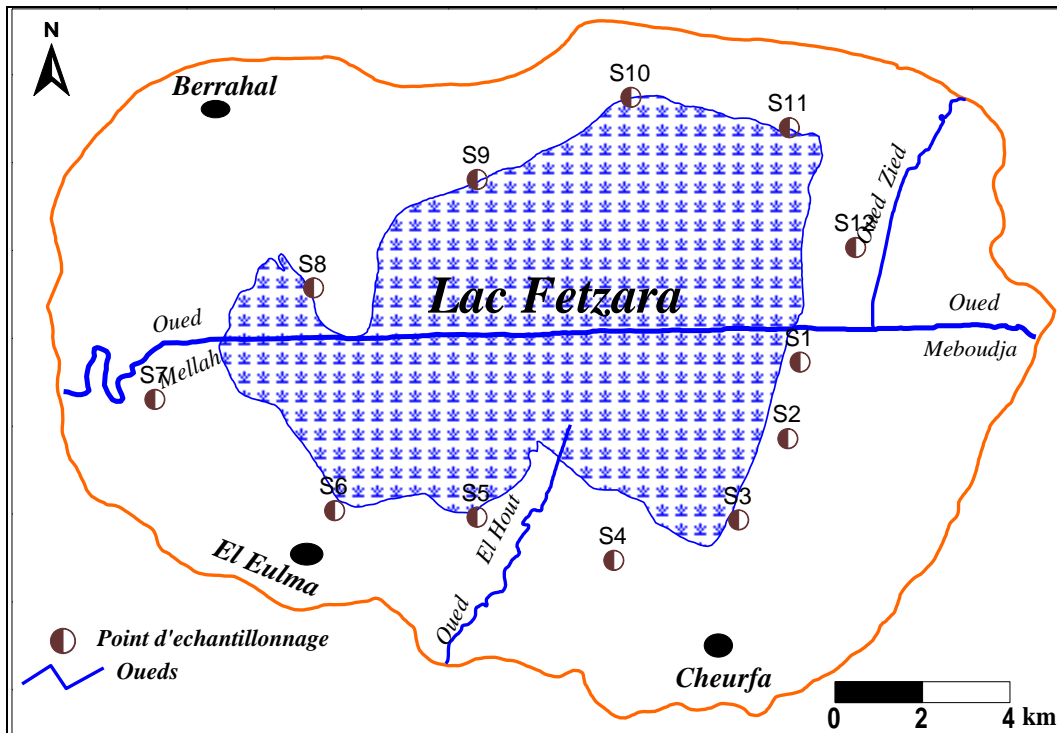 N
Berrahal
S10
S11
S9
Oued Zied
S12
S8
Lac Fetzara
Oued
Mellah
Oued
Meboudja
S1
S7
S2
S6
S5
S3
El Hout
Oued
S4
El Eulma
Point d'echantillonnage
Oueds
Cheurfa
0 2 4 km